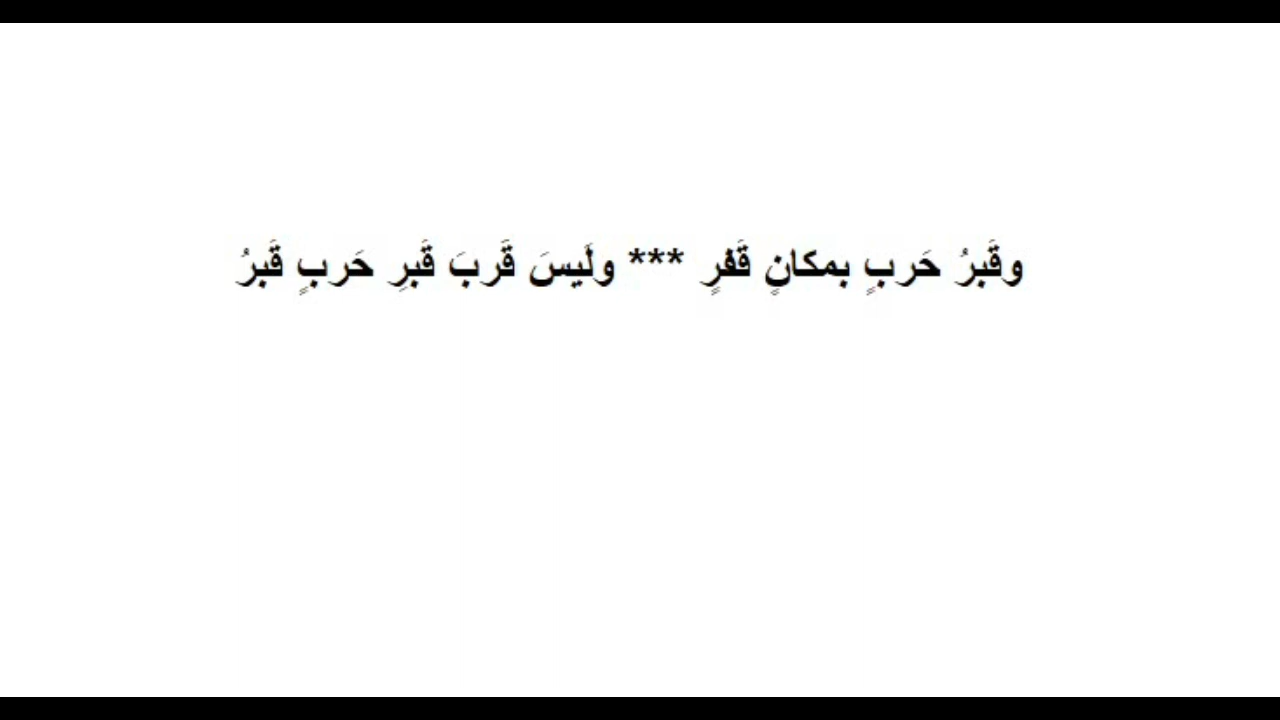 وقَبرُ حَربٍ بمكانٍ قَفرٍ *** ولَيسَ قَربَ قَبرِ حَربٍ قَبرُ